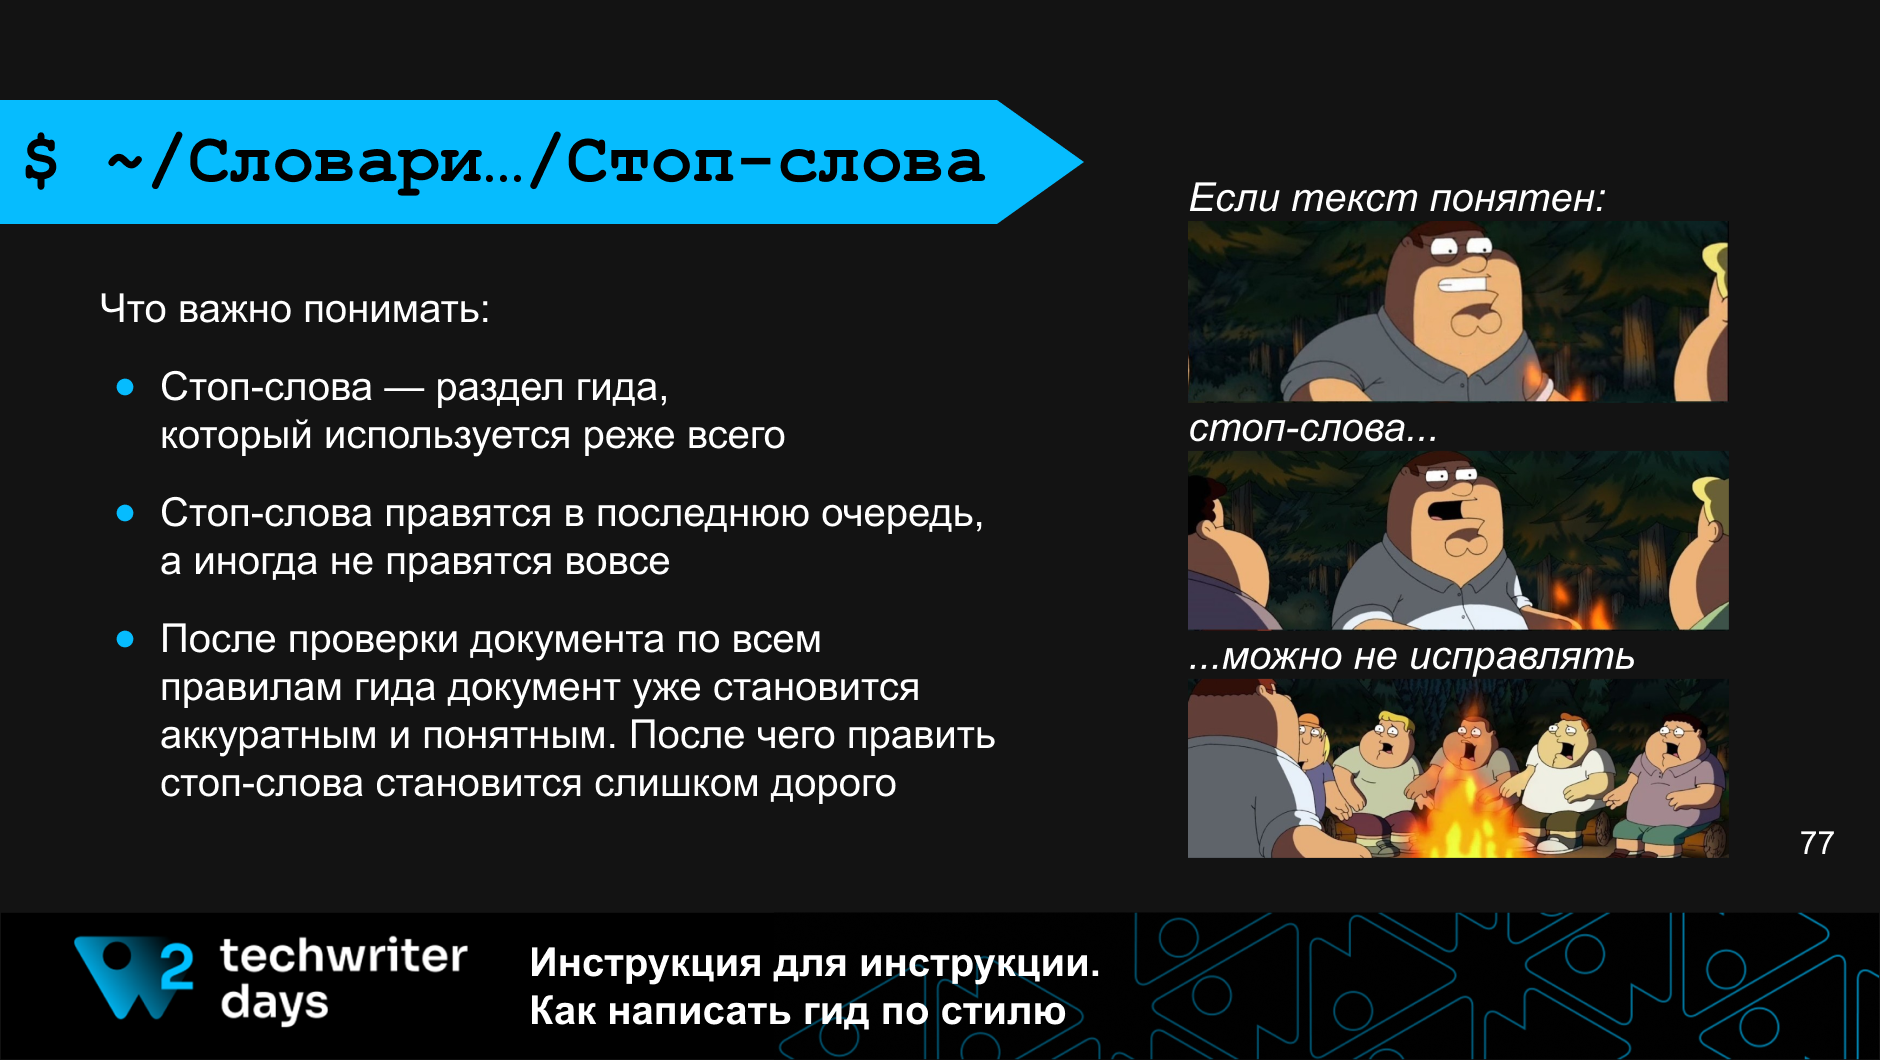 $ ~/Словари…/Стоп-слова
Что важно понимать:
Стоп-слова — раздел гида,
который используется реже всего
Стоп-слова правятся в последнюю очередь,
а иногда не правятся вовсе
После проверки документа по всем
правилам гида документ уже становится
аккуратным и понятным. После чего править
стоп-слова становится слишком дорого
Если текст понятен:
стоп-слова...
...можно не исправлять
77
2
techwriter
days
Инструкция для инструкции.
Как написать гид по стилю